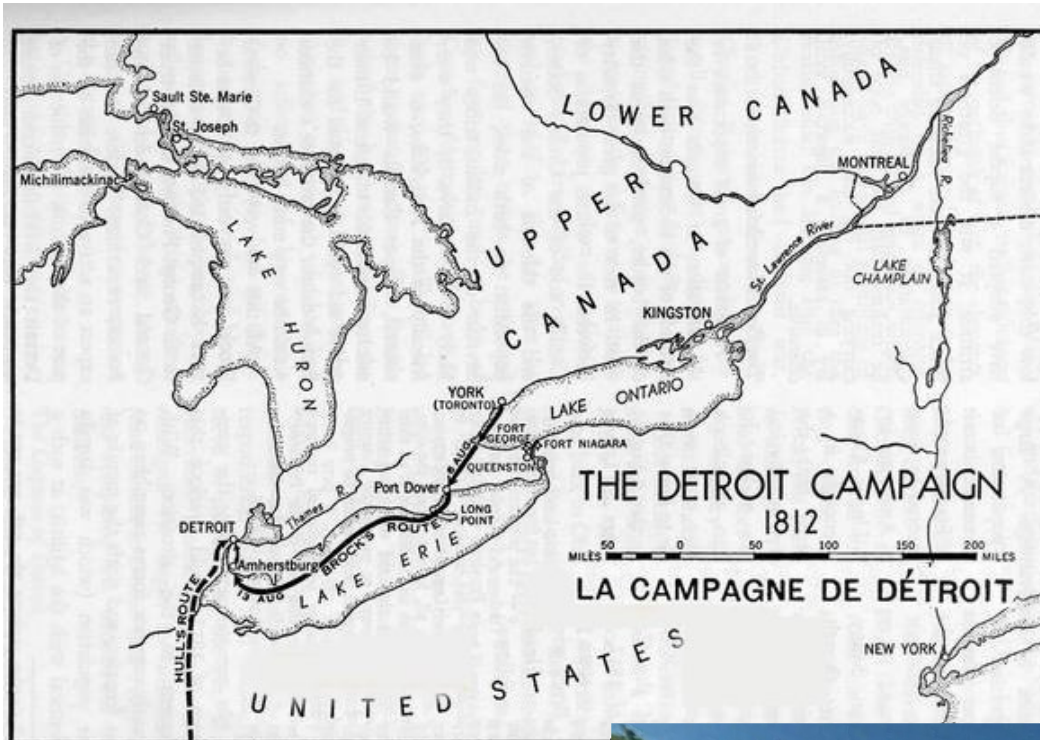 LOWER CANADA
Sault Ste. Marie
St. Joseph
Richelieu R.
MONTREAL
Michilimackina
UPPER
CANADA
LAKE
HURON
St. Lawrence River
LAKE
CHAMPLAIN
KINGSTON
YORK
(TORONTO)
LAKE ONTARIO
FORT
GEORGE
FORT NIAGARA
8 AUG
QUEENSTON
Port Dover
THE DETROIT CAMPAIGN
1812
Thames R.
LONG
POINT
DETROIT
BROCK'S ROUTE
50 0 50 100 150 200
MILES MILES
Amherstburg
13 AUG
LAKE ERIE
LA CAMPAGNE DE DÉTROIT
HULL'S ROUTE
NEW YORK
UNITED STATES